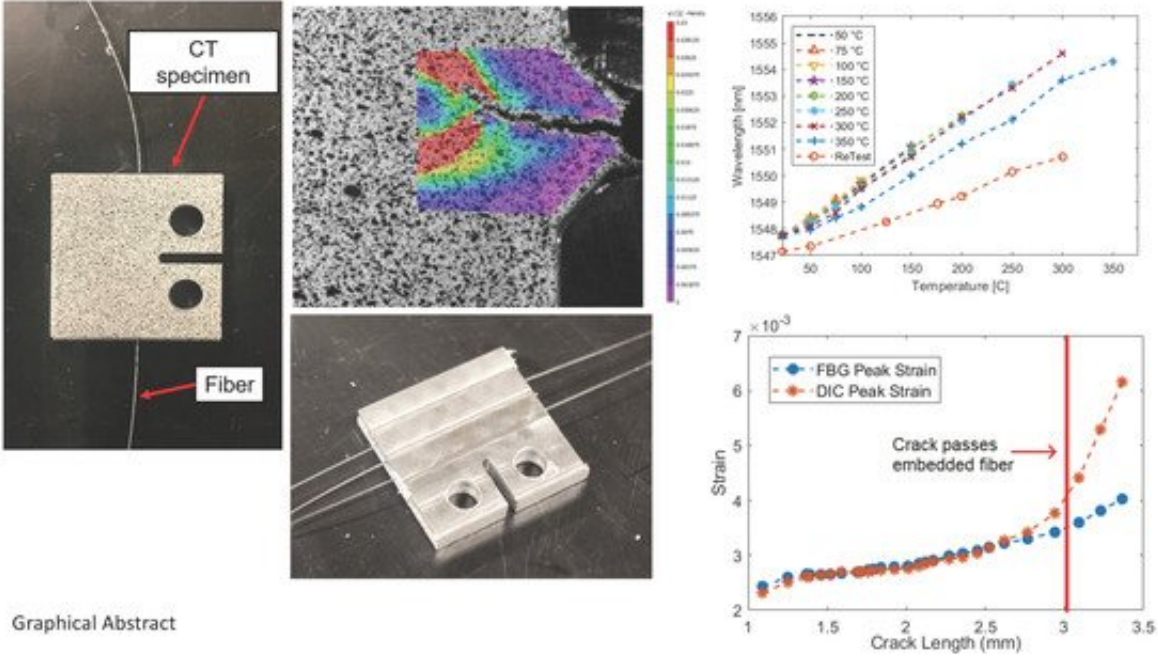 CT
specimen
Fiber
1556
1555
1554
1553
1552
1551
1550
1549
1548
1547
Wavelength [nm]
50 °C
75 °C
100 °C
150 °C
200 °C
250 °C
300 °C
350 °C
ReTest
50 100 150 200 250 300 350
Temperature [C]
× 10⁻³
7
6
5
4
3
2
Strain
FBG Peak Strain
DIC Peak Strain
Crack passes
embedded fiber
1 1.5 2 2.5 3 3.5
Crack Length (mm)
Graphical Abstract